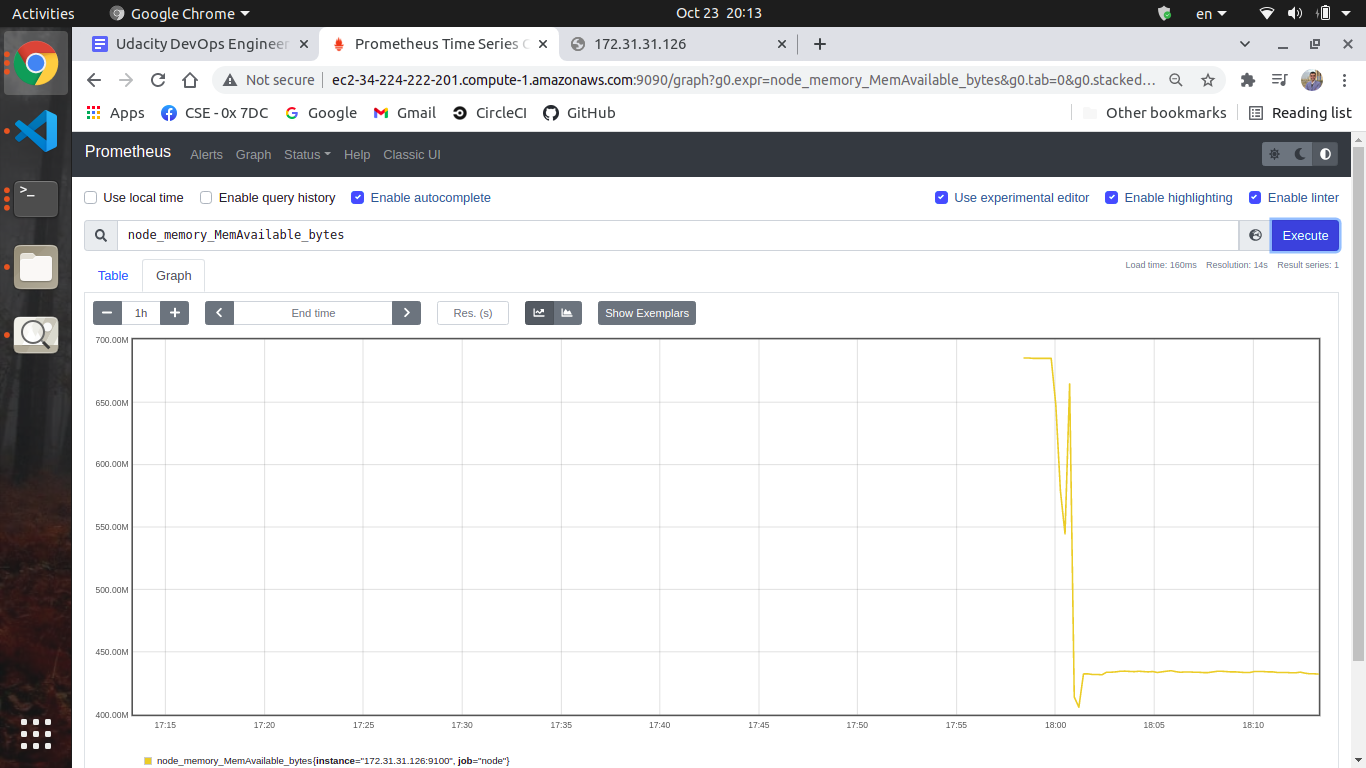 Activities Google Chrome Oct 23 20:13 en
Udacity DevOps Engineer Prometheus Time Series C 172.31.31.126
Not secure ec2-34-224-222-201.compute-1.amazonaws.com:9090/graph?g0.expr=node_memory_MemAvailable_bytes&g0.tab=0&g0.stacked…
Apps CSE - 0x 7DC Google Gmail CircleCI GitHub Other bookmarks Reading list
Prometheus Alerts Graph Status Help Classic UI
Use local time Enable query history Enable autocomplete Use experimental editor Enable highlighting Enable linter
node_memory_MemAvailable_bytes Execute
Load time: 160ms Resolution: 14s Result series: 1
Table Graph
1h End time Res. (s) Show Exemplars
700.00M
650.00M
600.00M
550.00M
500.00M
450.00M
400.00M
17:15 17:20 17:25 17:30 17:35 17:40 17:45 17:50 17:55 18:00 18:05 18:10
node_memory_MemAvailable_bytes{instance="172.31.31.126:9100", job="node"}